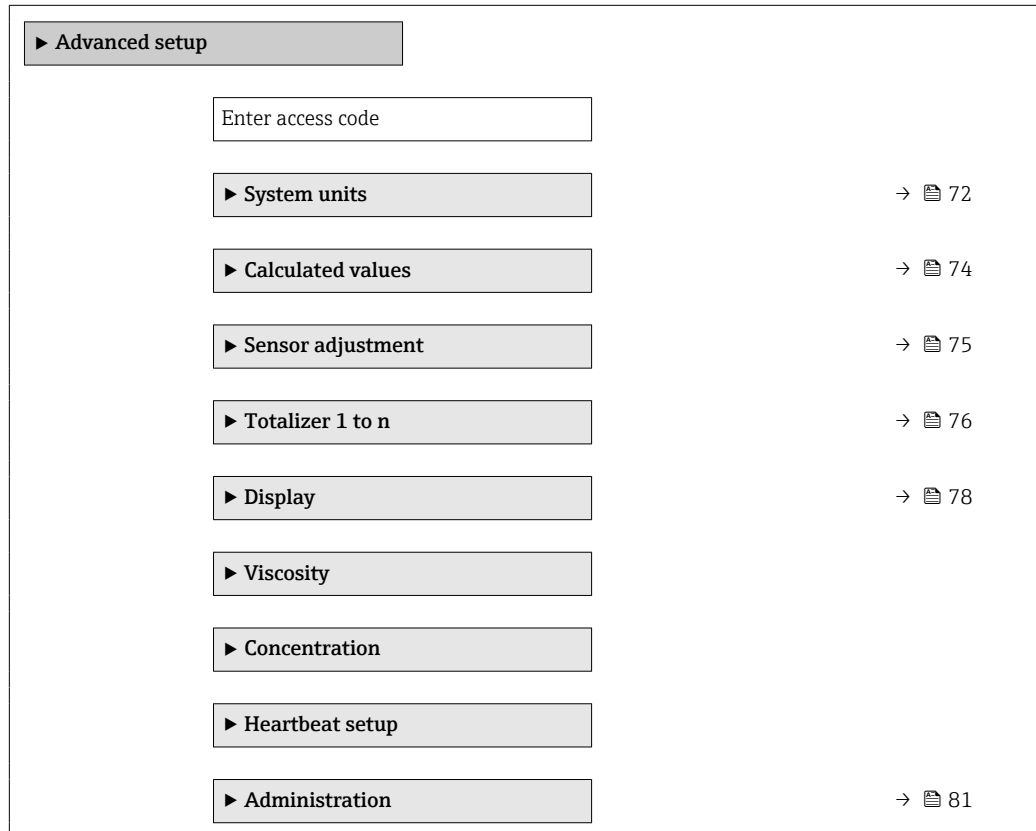 ▶ Advanced setup
Enter access code
▶ System units → 72
▶ Calculated values → 74
▶ Sensor adjustment → 75
▶ Totalizer 1 to n → 76
▶ Display → 78
▶ Viscosity
▶ Concentration
▶ Heartbeat setup
▶ Administration → 81